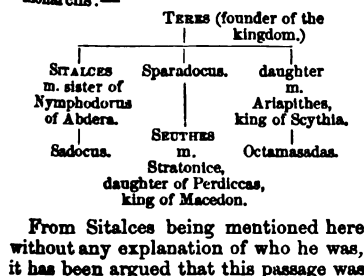 monarchs:—
TERES (founder of the
kingdom.)
SITALCES Sparadocus. daughter
m. sister of m.
Nymphodorus Ariapithes,
of Abdera. king of Scythia.
SEUTHES
Sadocus. m. Octamasadas.
Stratonice,
daughter of Perdiccas,
king of Macedon.
From Sitalces being mentioned here
without any explanation of who he was,
it has been argued that this passage was